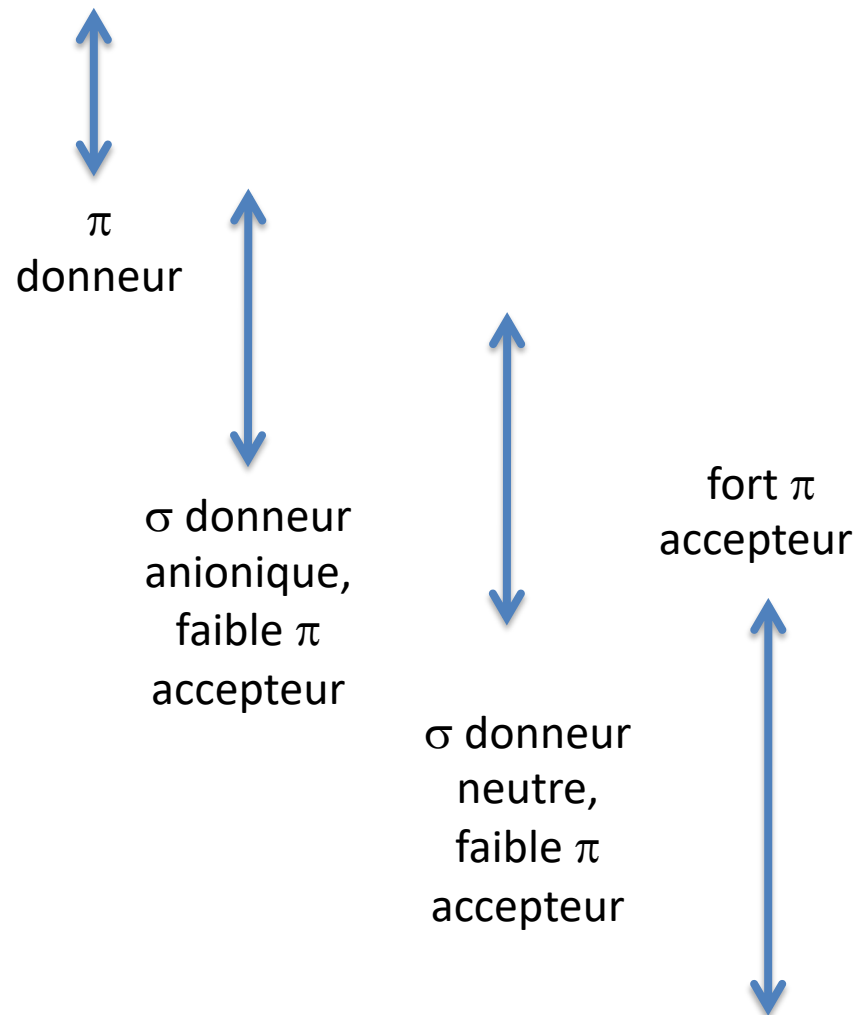 π
donneur
σ donneur
anionique,
faible π
accepteur
σ donneur
neutre,
faible π
accepteur
fort π
accepteur